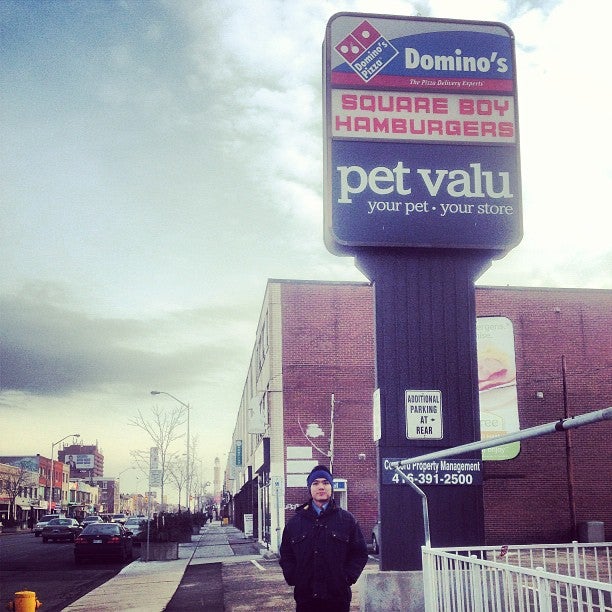 Domino's
Pizza
Domino's
The Pizza Delivery Experts
SQUARE BOY
HAMBURGERS
pet valu
your pet • your store
ADDITIONAL
PARKING
AT
REAR
Property Management
416-391-2500